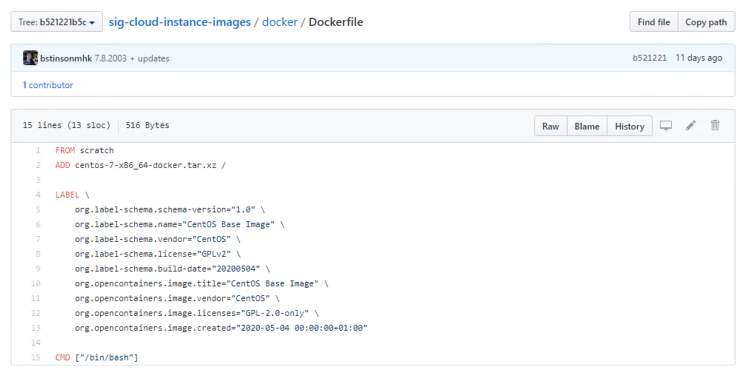 Tree: b521221b5c sig-cloud-instance-images / docker / Dockerfile Find file Copy path
bstinsonmhk 7.8.2003 + updates b521221 11 days ago
1 contributor
15 lines (13 sloc) 516 Bytes Raw Blame History
1 FROM scratch
2 ADD centos-7-x86_64-docker.tar.xz /
3
4 LABEL \
5 org.label-schema.schema-version="1.0" \
6 org.label-schema.name="CentOS Base Image" \
7 org.label-schema.vendor="CentOS" \
8 org.label-schema.license="GPLv2" \
9 org.label-schema.build-date="20200504" \
10 org.opencontainers.image.title="CentOS Base Image" \
11 org.opencontainers.image.vendor="CentOS" \
12 org.opencontainers.image.licenses="GPL-2.0-only" \
13 org.opencontainers.image.created="2020-05-04 00:00:00+01:00"
14
15 CMD ["/bin/bash"]